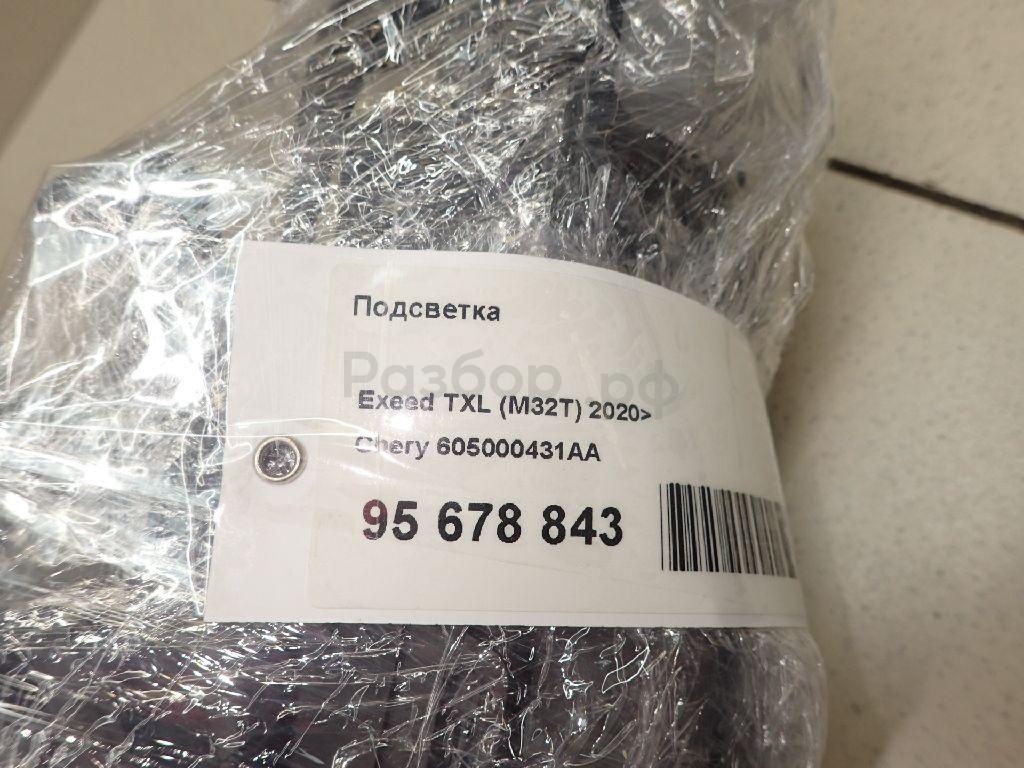 Подсветка
Разбор.рф
Exeed TXL (M32T) 2020>
Chery 605000431AA
95 678 843